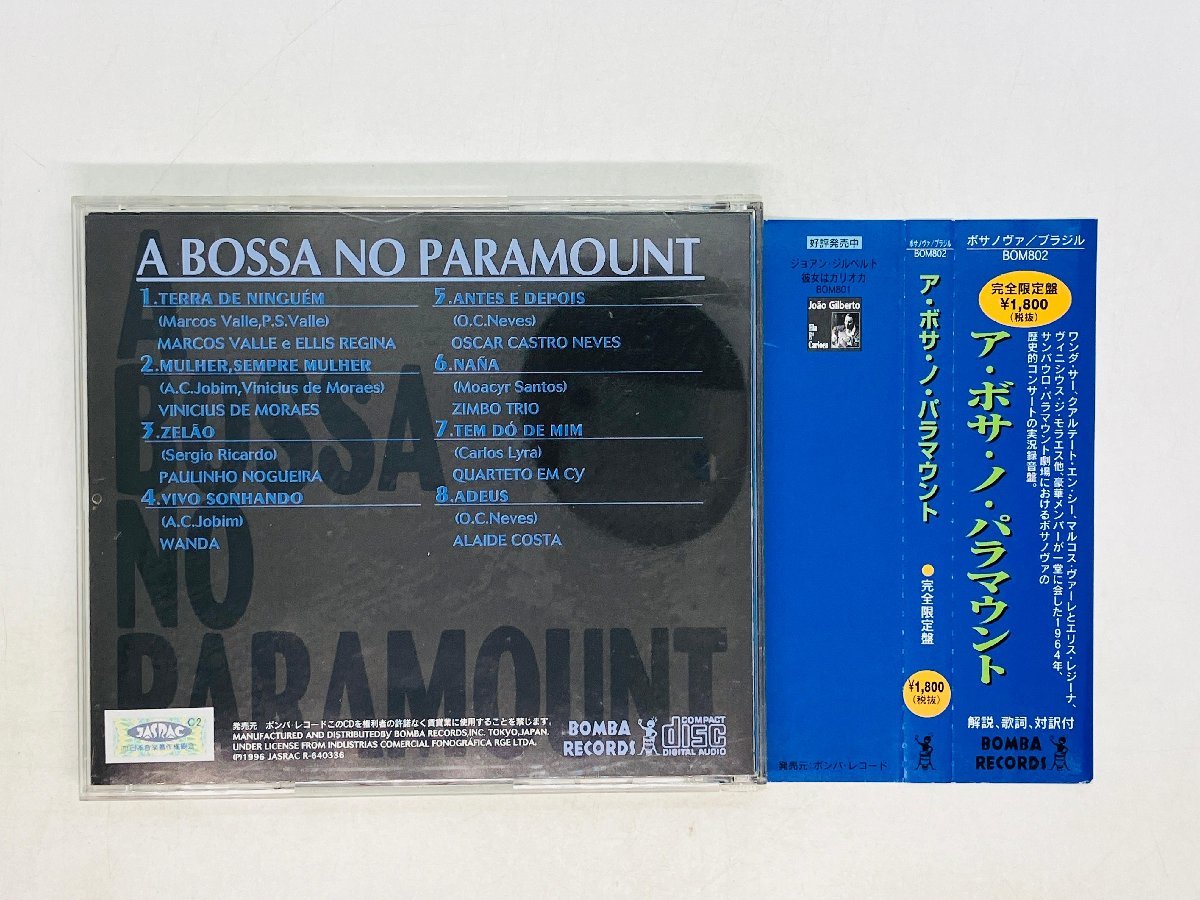 A BOSSA NO PARAMOUNT
1.TERRA DE NINGUÉM
(Marcos Valle,P.S.Valle)
MARCOS VALLE e ELLIS REGINA
2.MULHER,SEMPRE MULHER
(A.C.Jobim,Vinicius de Moraes)
VINICIUS DE MORAES
3.ZELÃO
(Sergio Ricardo)
PAULINHO NOGUEIRA
4.VIVO SONHANDO
(A.C.Jobim)
WANDA
5.ANTES E DEPOIS
(O.C.Neves)
OSCAR CASTRO NEVES
6.NAÑA
(Moacyr Santos)
ZIMBO TRIO
7.TEM DÓ DE MIM
(Carlos Lyra)
QUARTETO EM CY
8.ADEUS
(O.C.Neves)
ALAIDE COSTA
A
BOSSA
NO
PARAMOUNT
JASRAC
C2
発売元 ボンバ・レコードこのCDを権利者の許諾なく賃貸業に使用することを禁じます。
MANUFACTURED AND DISTRIBUTEDBY BOMBA RECORDS,INC. TOKYO,JAPAN.
UNDER LICENSE FROM INDUSTRIAS COMERCIAL FONOGRÁFICA RGE LTDA.
Ⓟ1996 JASRAC R-640336
BOMBA
RECORDS
COMPACT
disc
DIGITAL AUDIO
好評発売中
ジョアン・ジルベルト
彼女はカリオカ
BOM801
João Gilberto
Ela
É
Carioca
発売元 ボンバ・レコード
ボサノヴァ/ブラジル
BOM802
ア・ボサ・ノ・パラマウント
●完全限定盤
¥1,800
(税抜)
ボサノヴァ/ブラジル
BOM802
完全限定盤
¥1,800
(税抜)
ワンダ・サー、クアルテート・エン・シー、マルコス・ヴァーレとエリス・レジーナ、
ヴィニシウス・ヂ・モラエス他、豪華メンバーが一堂に会した1964年、
サンパウロ・パラマウント劇場におけるボサノヴァの
歴史的コンサートの実況録音盤。
ア・ボサ・ノ・パラマウント
解説、歌詞、対訳付
BOMBA
RECORDS